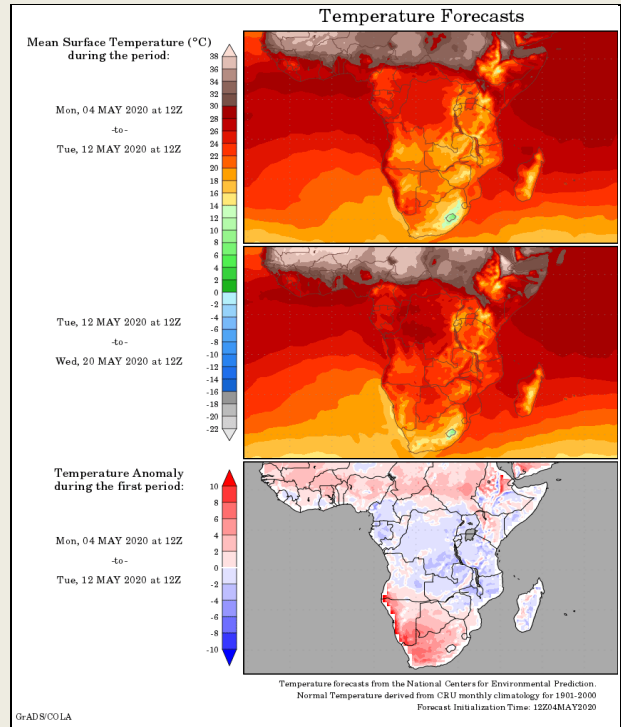 Temperature Forecasts
Mean Surface Temperature (°C)
during the period:
Mon, 04 MAY 2020 at 12Z
-to-
Tue, 12 MAY 2020 at 12Z
38
36
34
32
30
28
26
24
22
20
18
16
14
12
10
8
6
4
2
0
-2
-4
-6
-8
-10
-12
-14
-16
-18
-20
-22
Tue, 12 MAY 2020 at 12Z
-to-
Wed, 20 MAY 2020 at 12Z
Temperature Anomaly
during the first period:
Mon, 04 MAY 2020 at 12Z
-to-
Tue, 12 MAY 2020 at 12Z
10
8
6
4
2
0
-2
-4
-6
-8
-10
Temperature forecasts from the National Centers for Environmental Prediction.
Normal Temperature derived from CRU monthly climatology for 1901-2000
Forecast Initialization Time: 12Z04MAY2020
GrADS/COLA